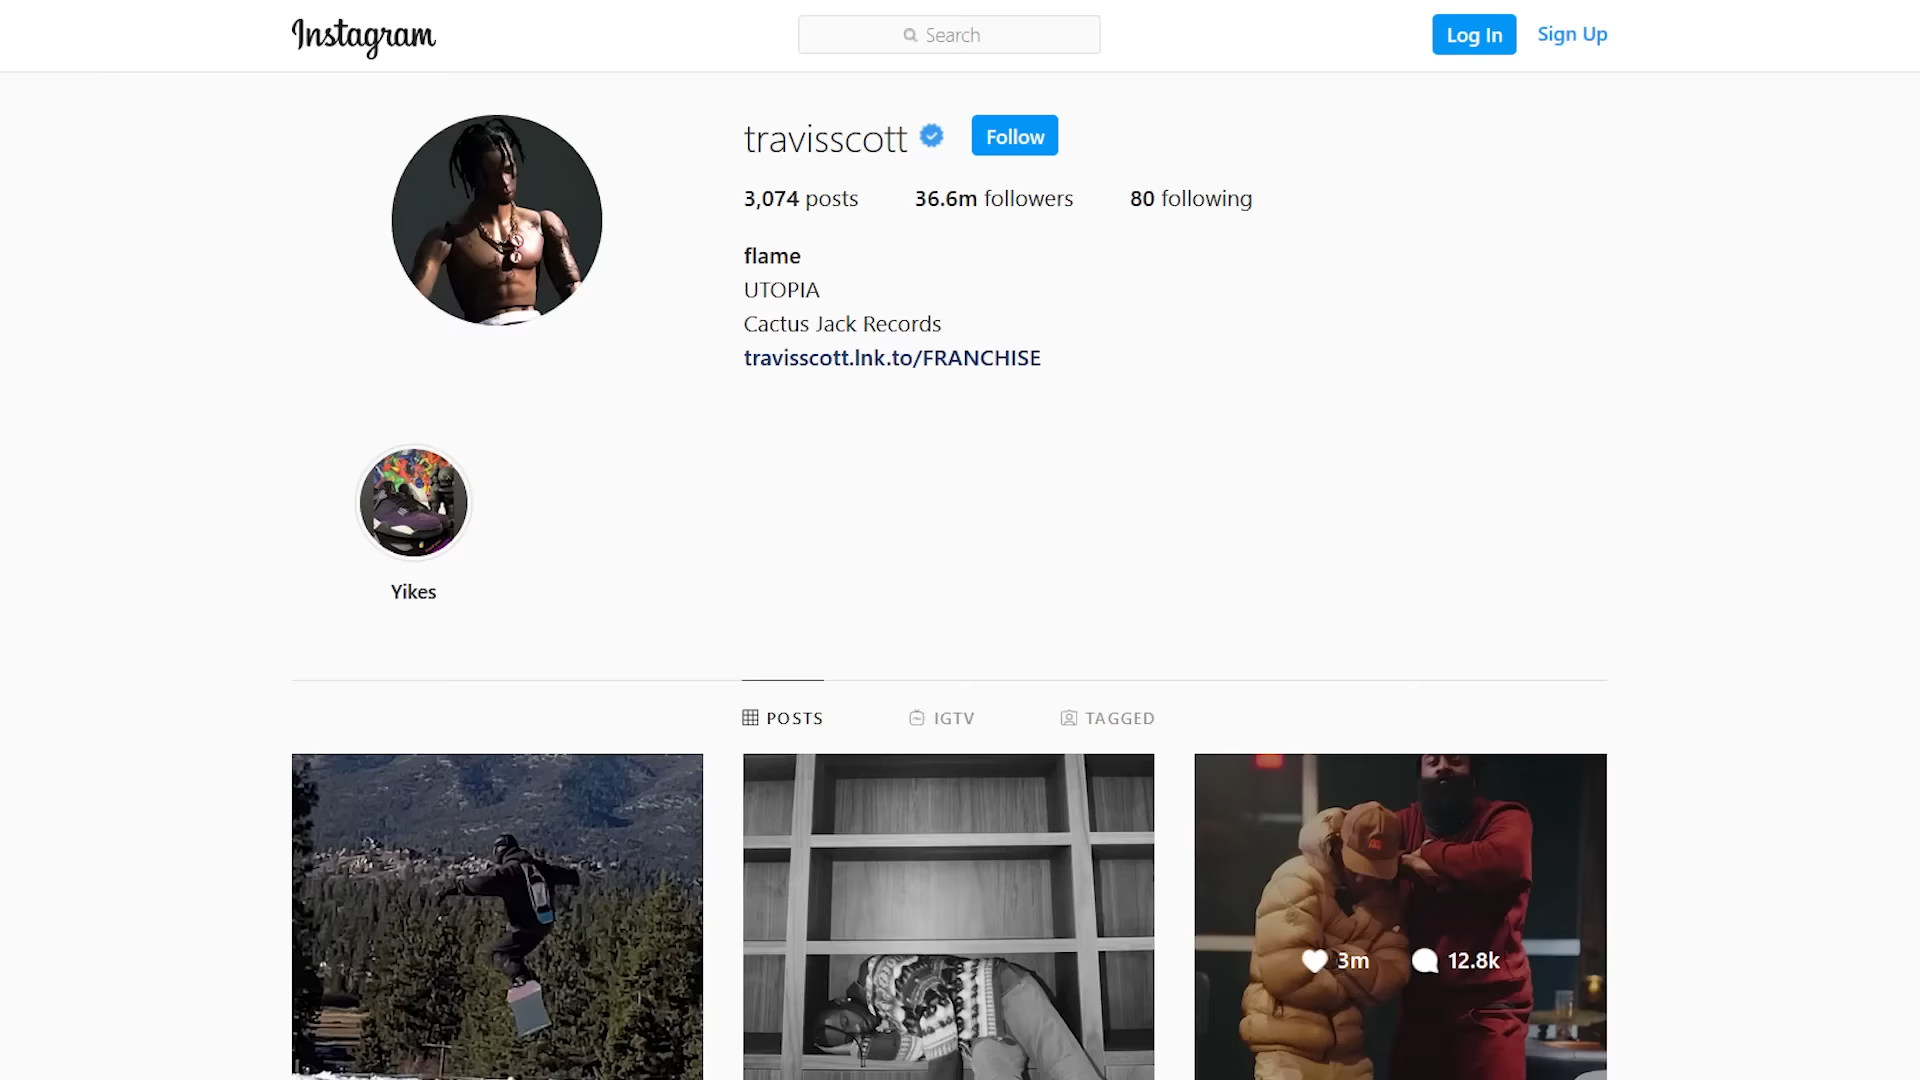 Instagram
Search
Log In
Sign Up
travisscott
Follow
3,074 posts
36.6m followers
80 following
flame
UTOPIA
Cactus Jack Records
travisscott.lnk.to/FRANCHISE
Yikes
POSTS
IGTV
TAGGED
3m
12.8k